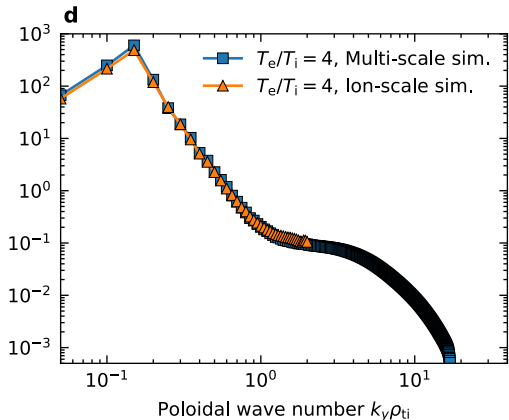 d
10³
10²
10¹
10⁰
10⁻¹
10⁻²
10⁻³
Tₑ/Tᵢ = 4, Multi-scale sim.
Tₑ/Tᵢ = 4, Ion-scale sim.
10⁻¹ 10⁰ 10¹
Poloidal wave number kᵧρₜᵢ